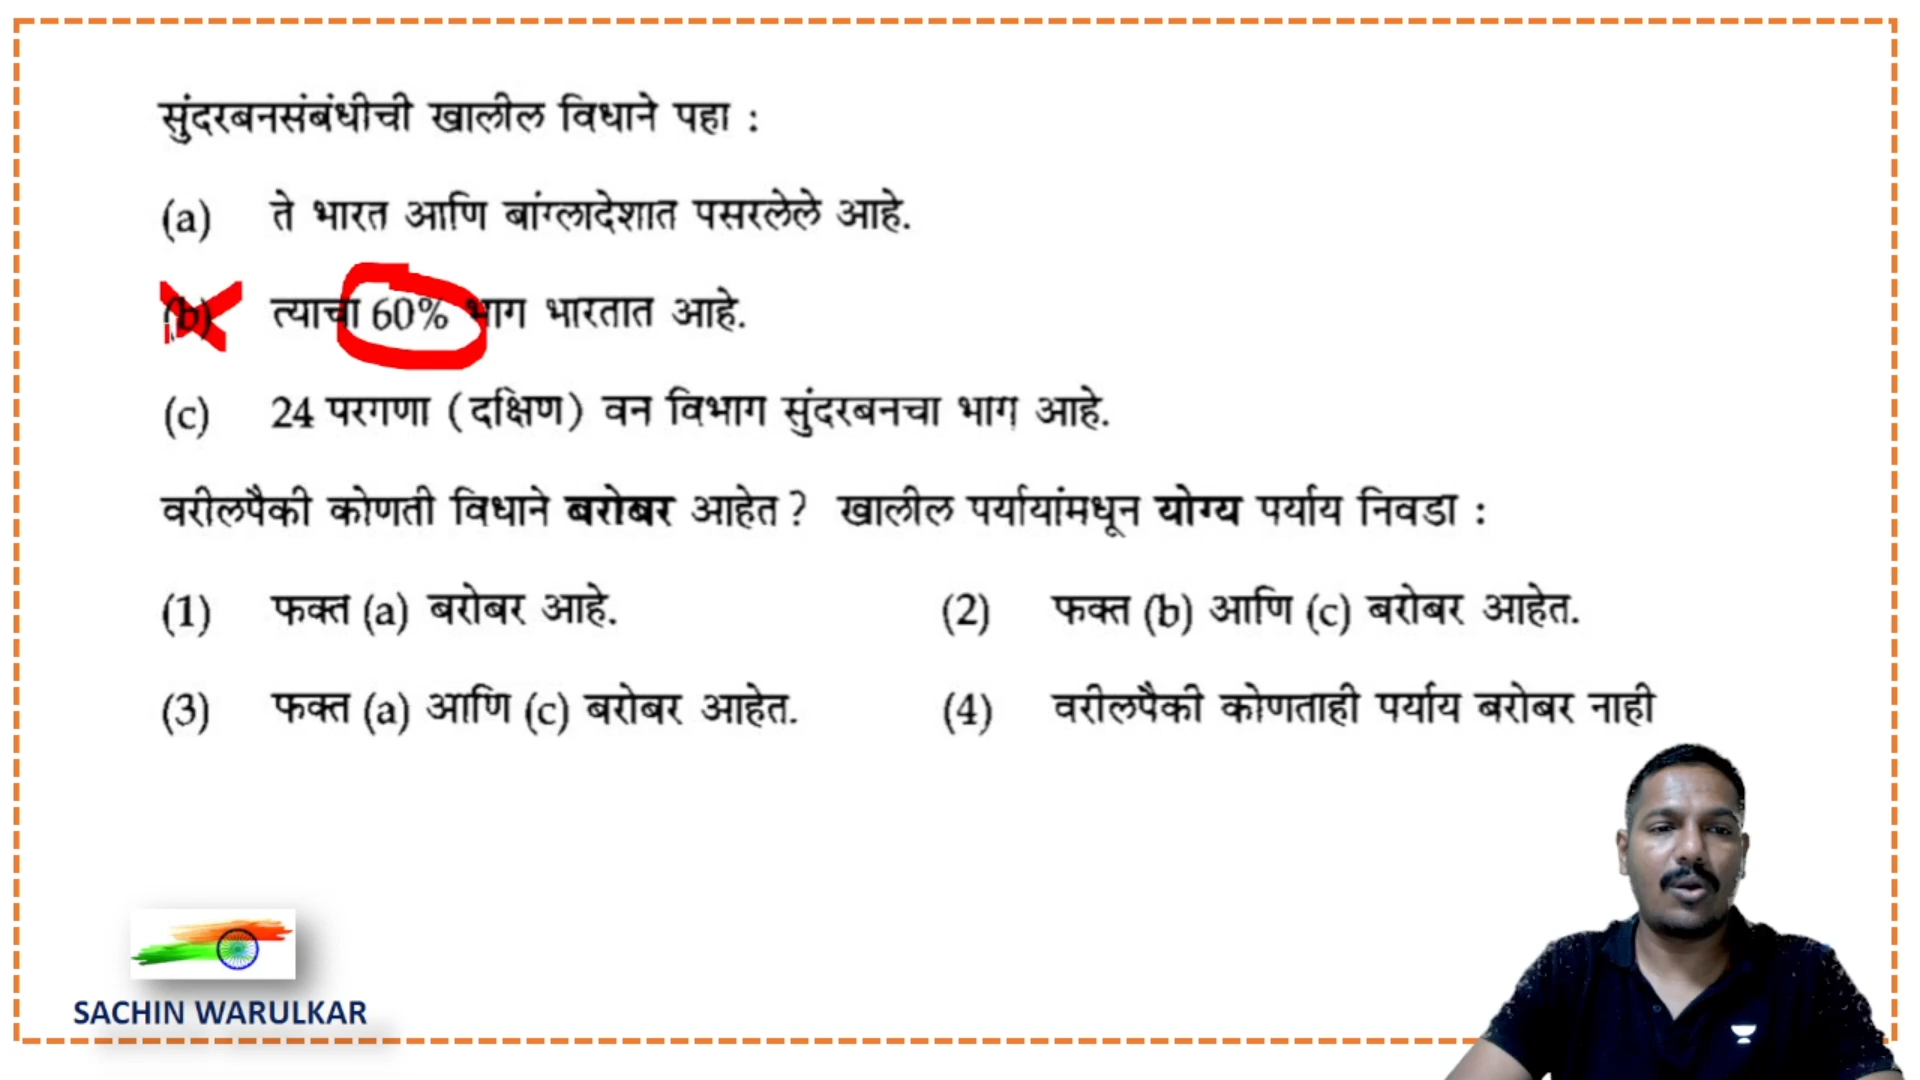 सुंदरबनसंबंधीची खालील विधाने पहा :
(a) ते भारत आणि बांग्लादेशात पसरलेले आहे.
(b) त्याचा 60% भाग भारतात आहे.
(c) 24 परगणा (दक्षिण) वन विभाग सुंदरबनचा भाग आहे.
वरीलपैकी कोणती विधाने बरोबर आहेत ? खालील पर्यायांमधून योग्य पर्याय निवडा :
(1) फक्त (a) बरोबर आहे. (2) फक्त (b) आणि (c) बरोबर आहेत.
(3) फक्त (a) आणि (c) बरोबर आहेत. (4) वरीलपैकी कोणताही पर्याय बरोबर नाही
SACHIN WARULKAR